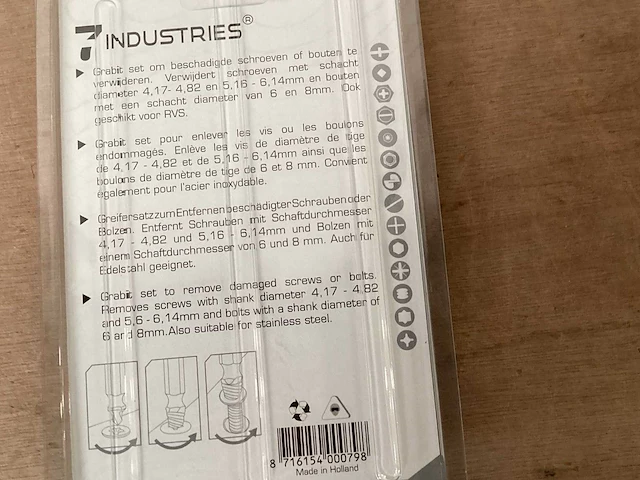 7 INDUSTRIES®
Grabit set om beschadigde schroeven of bouten te
verwijderen. Verwijdert schroeven met schacht
diameter 4,17- 4,82 en 5,16 - 6,14mm en bouten
met een schacht diameter van 6 en 8mm. Ook
geschikt voor RVS.
Grabit set pour enlever les vis ou les boulons
endommagés. Enlève les vis de diamètre de tige
de 4,17 - 4,82 et de 5,16 - 6,14mm ainsi que les
boulons de diamètre de tige de 6 et 8 mm. Convient
également pour l'acier inoxydable.
Greifersatz zum Entfernen beschädigter Schrauben oder
Bolzen. Entfernt Schrauben mit Schaftdurchmesser
4,17 - 4,82 und 5,16 - 6,14mm und Bolzen mit
einem Schaftdurchmesser von 6 und 8 mm. Auch für
Edelstahl geeignet.
Grabit set to remove damaged screws or bolts.
Removes screws with shank diameter 4,17 - 4,82
and 5,6 - 6,14mm and bolts with a shank diameter of
6 and 8mm. Also suitable for stainless steel.
8 716154 000798
Made in Holland